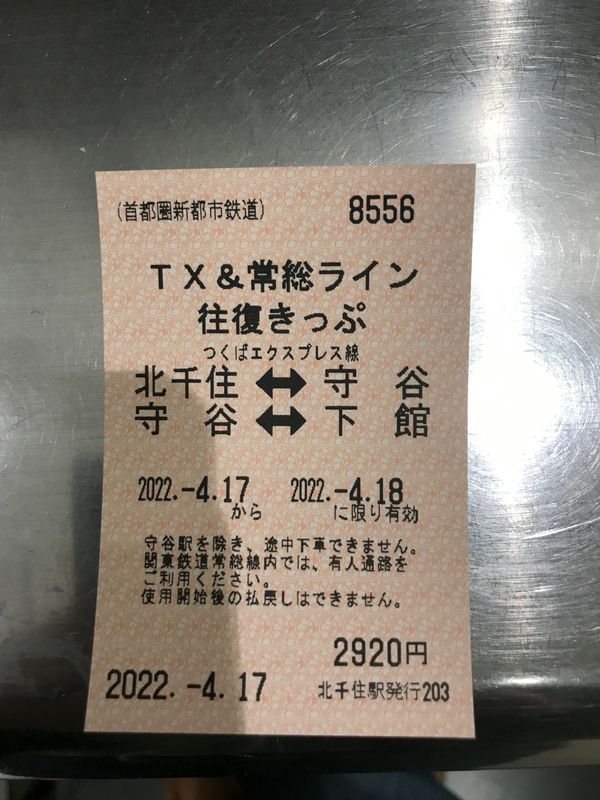 (首都圏新都市鉄道) 8556
TX&常総ライン
往復きっぷ
つくばエクスプレス線
北千住 ⬌ 守谷
守谷 ⬌ 下館
2022.-4.17から 2022.-4.18に限り有効
守谷駅を除き、途中下車できません。
関東鉄道常総線内では、有人通路を
ご利用ください。
使用開始後の払戻しはできません。
2920円
2022.-4.17 北千住駅発行203